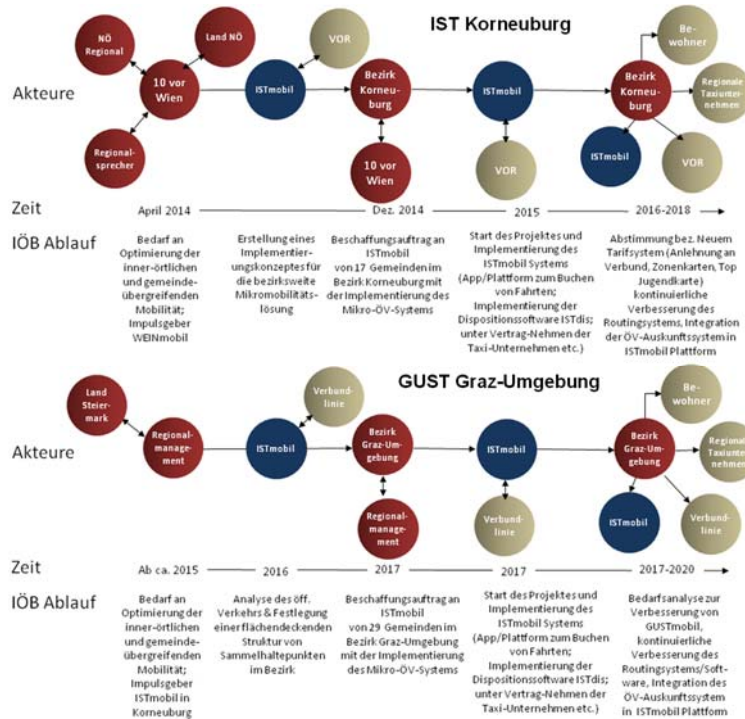 IST Korneuburg
Akteure
NÖ
Regional
Land NÖ
10 vor
Wien
Regional-
sprecher
ISTmobil
VOR
Bezirk
Korneu-
burg
10 vor
Wien
ISTmobil
VOR
Be-
wohner
Bezirk
Korneu-
burg
Regionale
Taxiunter-
nehmen
ISTmobil
VOR
Zeit
April 2014
Dez. 2014
2015
2016-2018
IÖB Ablauf
Bedarf an
Optimierung der
inner-örtlichen
und gemeinde-
übergreifenden
Mobilität;
Impulsgeber
WEINmobil
Erstellung eines
Implementier-
ungskonzeptes für
die bezirksweite
Mikromobilitäts-
lösung
Beschaffungsauftrag an
ISTmobil
von 17 Gemeinden im
Bezirk Korneuburg mit
der Implementierung des
Mikro-ÖV-Systems
Start des Projektes und
Implementierung des
ISTmobil Systems
(App/Plattform zum Buchen
von Fahrten;
Implementierung der
Dispositionssoftware ISTdis;
unter Vertrag-Nehmen der
Taxi-Unternehmen etc.)
Abstimmung bez. Neuem
Tarifsystem (Anlehnung an
Verbund, Zonenkarten, Top
Jugendkarte)
kontinuierliche
Verbesserung des
Routingsystems, Integration
der ÖV-Auskunftssystem in
ISTmobil Plattform
GUST Graz-Umgebung
Akteure
Land
Steier-
mark
Regional-
manage-
ment
ISTmobil
Verbund-
linie
Bezirk
Graz-Um-
gebung
Regional-
manage-
ment
ISTmobil
Verbund-
linie
Be-
wohner
Bezirk
Graz-Um-
gebung
Regional
Taxiunte
nehmen
ISTmobil
Verbund-
linie
Zeit
Ab ca. 2015
2016
2017
2017
2017-2020
IÖB Ablauf
Bedarf an
Optimierung der
inner-örtlichen
und gemeinde-
übergreifenden
Mobilität;
Impulsgeber
ISTmobil in
Korneuburg
Analyse des öff.
Verkehrs & Festlegung
einer flächendeckenden
Struktur von
Sammelhaltepunkten
im Bezirk
Beschaffungsauftrag an
ISTmobil
von 29 Gemeinden im
Bezirk Graz-Umgebung
mit der Implementierung
des Mikro-ÖV-Systems
Start des Projektes und
Implementierung des
ISTmobil Systems
(App/Plattform zum Buchen
von Fahrten;
Implementierung der
Dispositionssoftware ISTdis;
unter Vertrag-Nehmen der
Taxi-Unternehmen etc.)
Bedarfsanalyse zur
Verbesserung von
GUSTmobil,
kontinuierliche
Verbesserung des
Routingsystems/Soft-
ware, Integration des
ÖV-Auskunftssystem
in ISTmobil Plattform